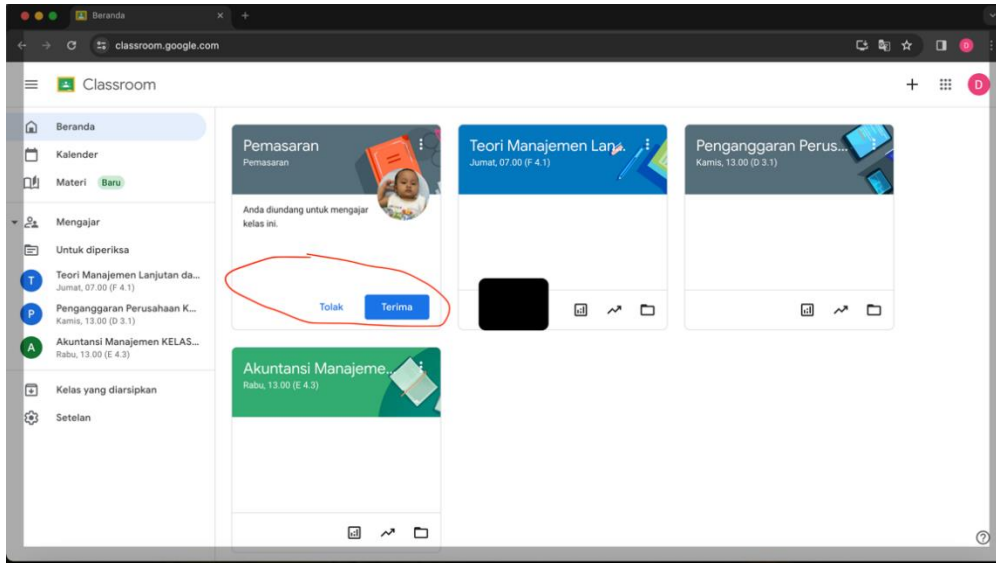 Beranda
classroom.google.com
D
Classroom
D
Beranda
Kalender
Materi Baru
Mengajar
Untuk diperiksa
T Teori Manajemen Lanjutan da...
Jumat, 07.00 (F 4.1)
P Penganggaran Perusahaan K...
Kamis, 13.00 (D 3.1)
A Akuntansi Manajemen KELAS...
Rabu, 13.00 (E 4.3)
Kelas yang diarsipkan
Setelan
Pemasaran
Pemasaran
Anda diundang untuk mengajar
kelas ini.
Tolak Terima
Teori Manajemen Lan...
Jumat, 07.00 (F 4.1)
Penganggaran Perus...
Kamis, 13.00 (D 3.1)
Akuntansi Manajeme...
Rabu, 13.00 (E 4.3)